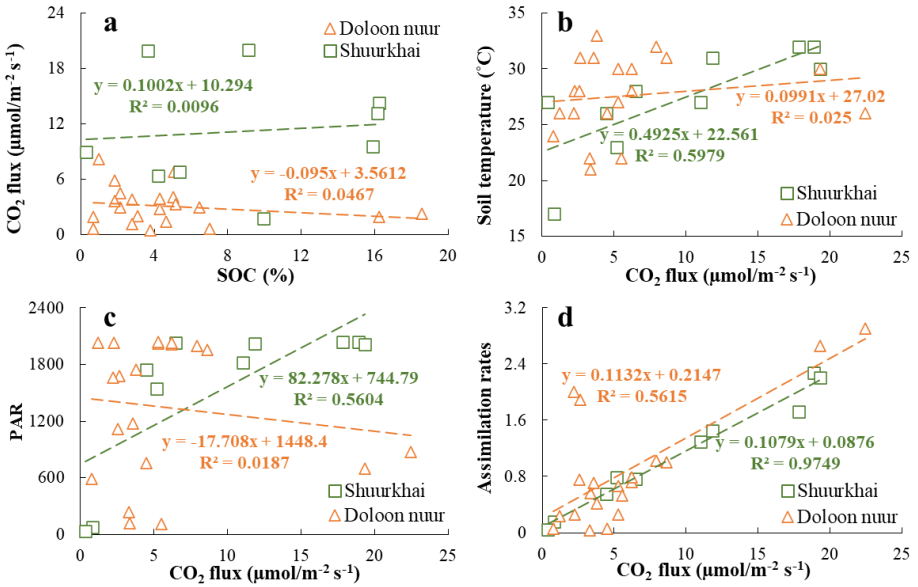 a
Doloon nuur
Shuurkhai
24
18
12
6
0
CO₂ flux (µmol/m⁻² s⁻¹)
y = 0.1002x + 10.294
R² = 0.0096
y = -0.095x + 3.5612
R² = 0.0467
0 4 8 12 16 20
SOC (%)
b
35
30
25
20
15
Soil temperature (˚C)
y = 0.0991x + 27.02
R² = 0.025
y = 0.4925x + 22.561
R² = 0.5979
Shuurkhai
Doloon nuur
0 5 10 15 20 25
CO₂ flux (µmol/m⁻² s⁻¹)
c
2400
1800
1200
600
0
PAR
y = 82.278x + 744.79
R² = 0.5604
y = -17.708x + 1448.4
R² = 0.0187
Shuurkhai
Doloon nuur
0 5 10 15 20 25
CO₂ flux (µmol/m⁻² s⁻¹)
d
3.2
2.4
1.6
0.8
0
Assimilation rates
y = 0.1132x + 0.2147
R² = 0.5615
y = 0.1079x + 0.0876
R² = 0.9749
Shuurkhai
Doloon nuur
0 5 10 15 20 25
CO₂ flux (µmol/m⁻² s⁻¹)